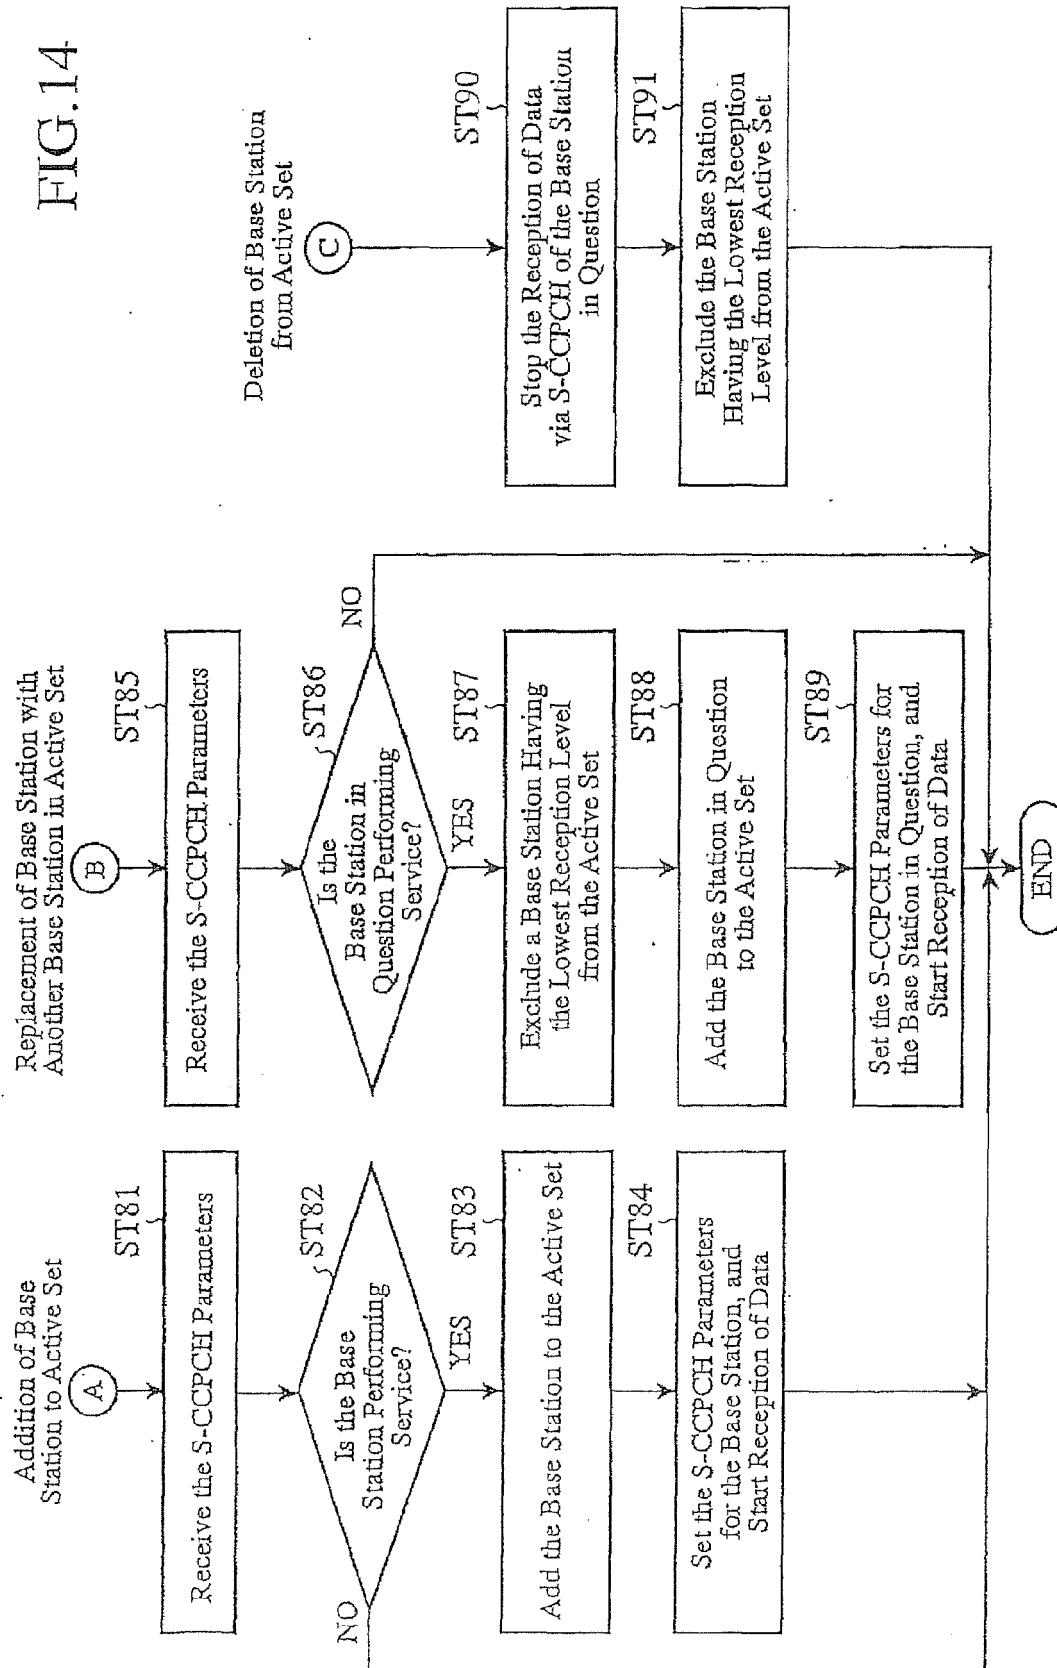 FIG.14
Addition of Base
Station to Active Set
A
ST81
Receive the S-CCPCH Parameters
ST82
Is the Base
Station Performing
Service?
NO
YES
ST83
Add the Base Station to the Active Set
ST84
Set the S-CCPCH Parameters
for the Base Station, and
Start Reception of Data
Replacement of Base Station with
Another Base Station in Active Set
B
ST85
Receive the S-CCPCH Parameters
ST86
Is the
Base Station in
Question Performing
Service?
NO
YES
ST87
Exclude a Base Station Having
the Lowest Reception Level
from the Active Set
ST88
Add the Base Station in Question
to the Active Set
ST89
Set the S-CCPCH Parameters for
the Base Station in Question, and
Start Reception of Data
Deletion of Base Station
from Active Set
C
ST90
Stop the Reception of Data
via S-CCPCH of the Base Station
in Question
ST91
Exclude the Base Station
Having the Lowest Reception
Level from the Active Set
END